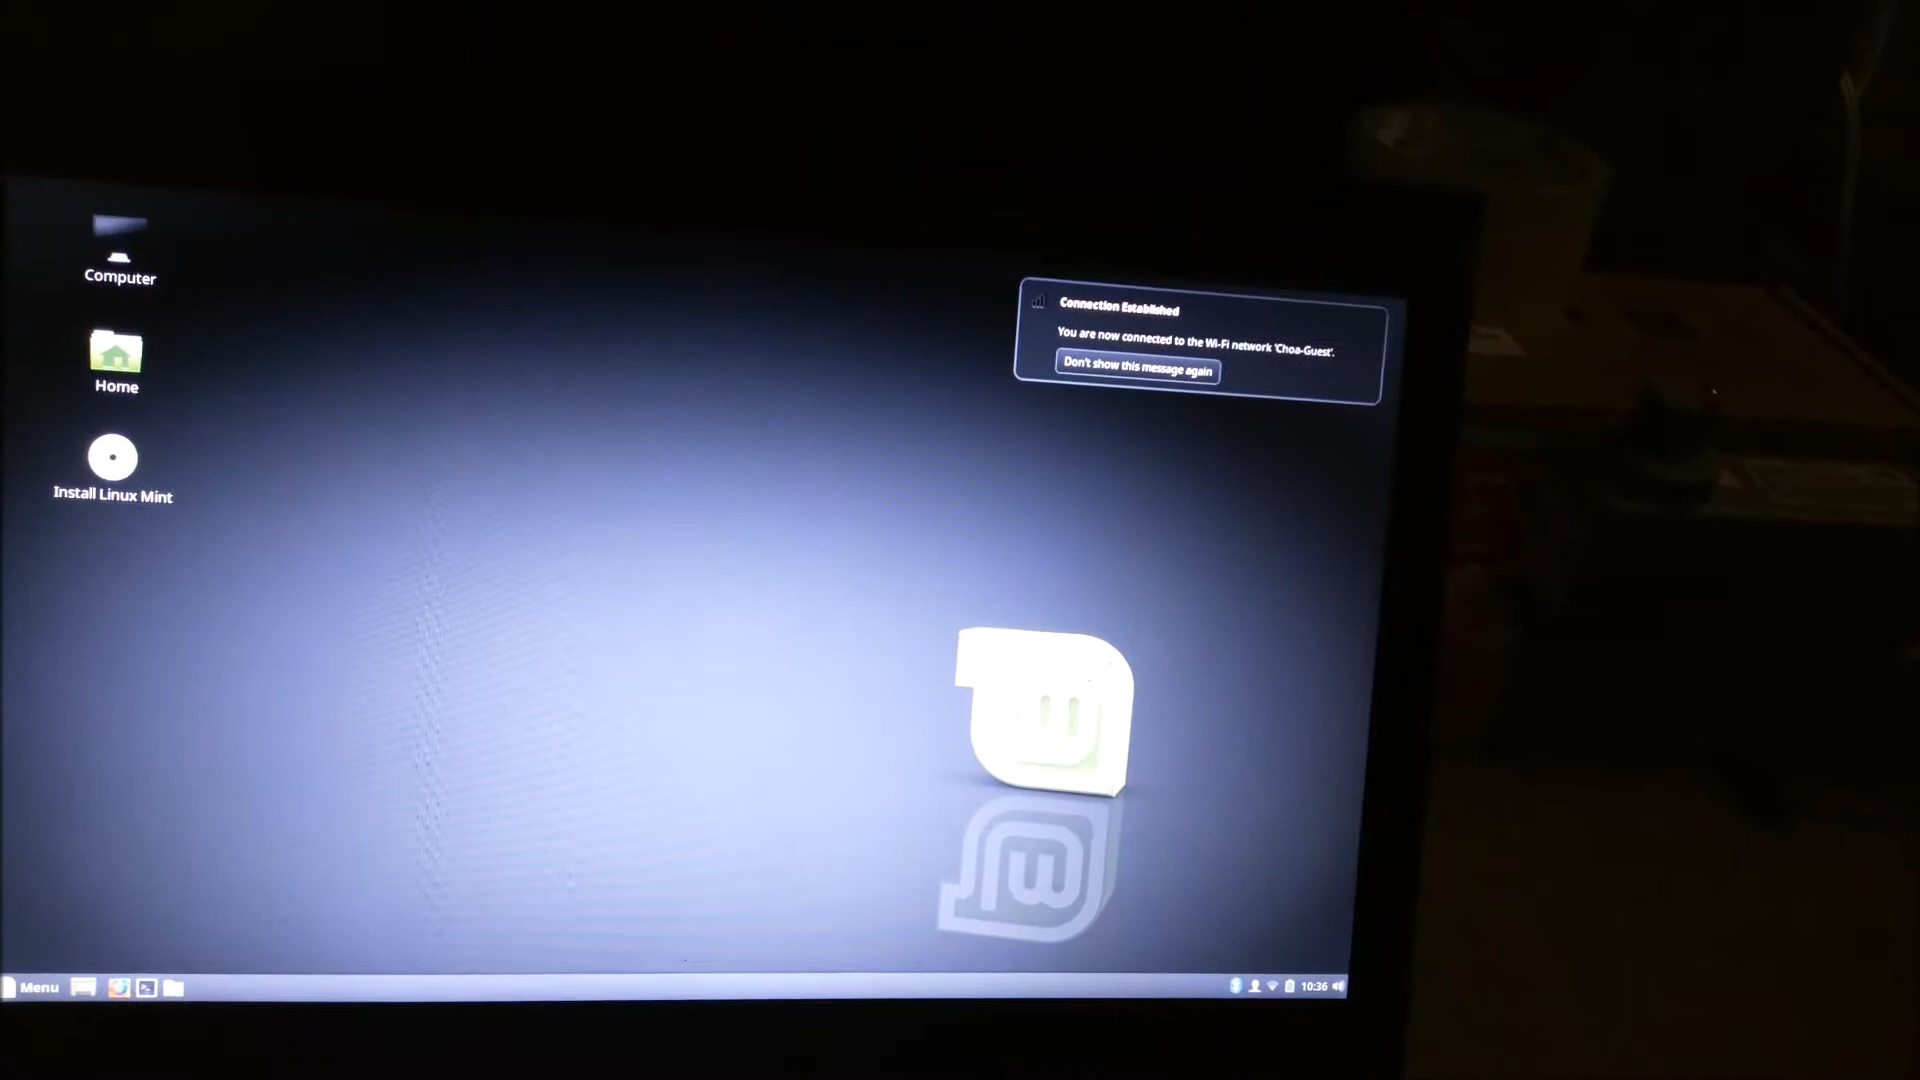 Computer
Home
Install Linux Mint
Connection Established
You are now connected to the Wi-Fi network 'Choa-Guest'.
Don't show this message again
Menu
10:36